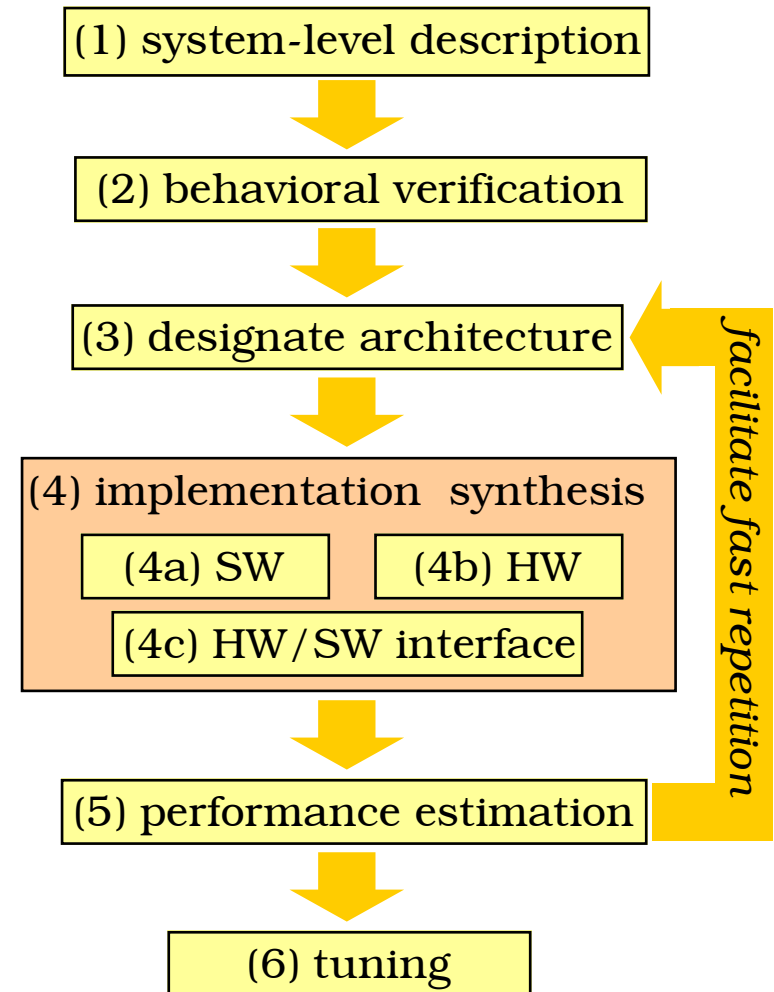 (1) system-level description
(2) behavioral verification
(3) designate architecture
(4) implementation synthesis
(4a) SW
(4b) HW
(4c) HW/SW interface
(5) performance estimation
facilitate fast repetition
(6) tuning